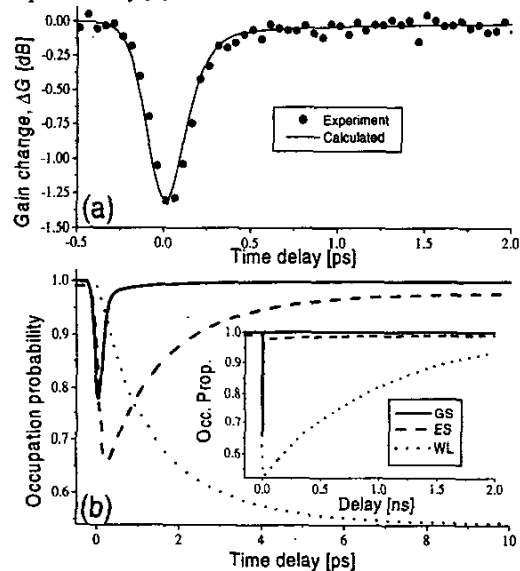 0.00
-0.25
-0.50
-0.75
-1.00
-1.25
-1.50
Gain change, ΔG [dB]
Experiment
Calculated
(a)
-0.5 0.0 0.5 1.0 1.5 2.0
Time delay [ps]
1.0
0.9
0.8
0.7
0.6
Occupation probability
1.0
0.9
0.8
0.7
0.6
Occ. Prop.
GS
ES
WL
0.0 0.5 1.0 1.5 2.0
Delay [ns]
(b)
0 2 4 6 8 10
Time delay [ps]